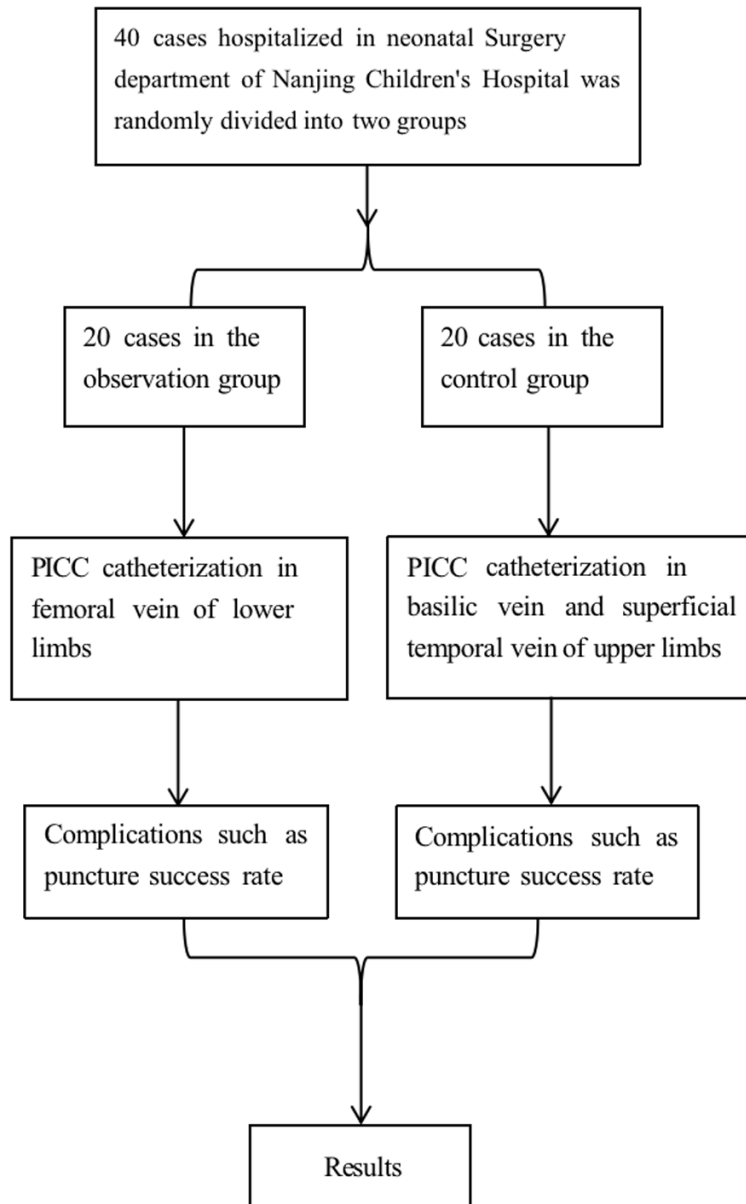 40 cases hospitalized in neonatal Surgery
department of Nanjing Children's Hospital was
randomly divided into two groups
20 cases in the
observation group
20 cases in the
control group
PICC catheterization in
femoral vein of lower
limbs
PICC catheterization in
basilic vein and superficial
temporal vein of upper limbs
Complications such as
puncture success rate
Complications such as
puncture success rate
Results